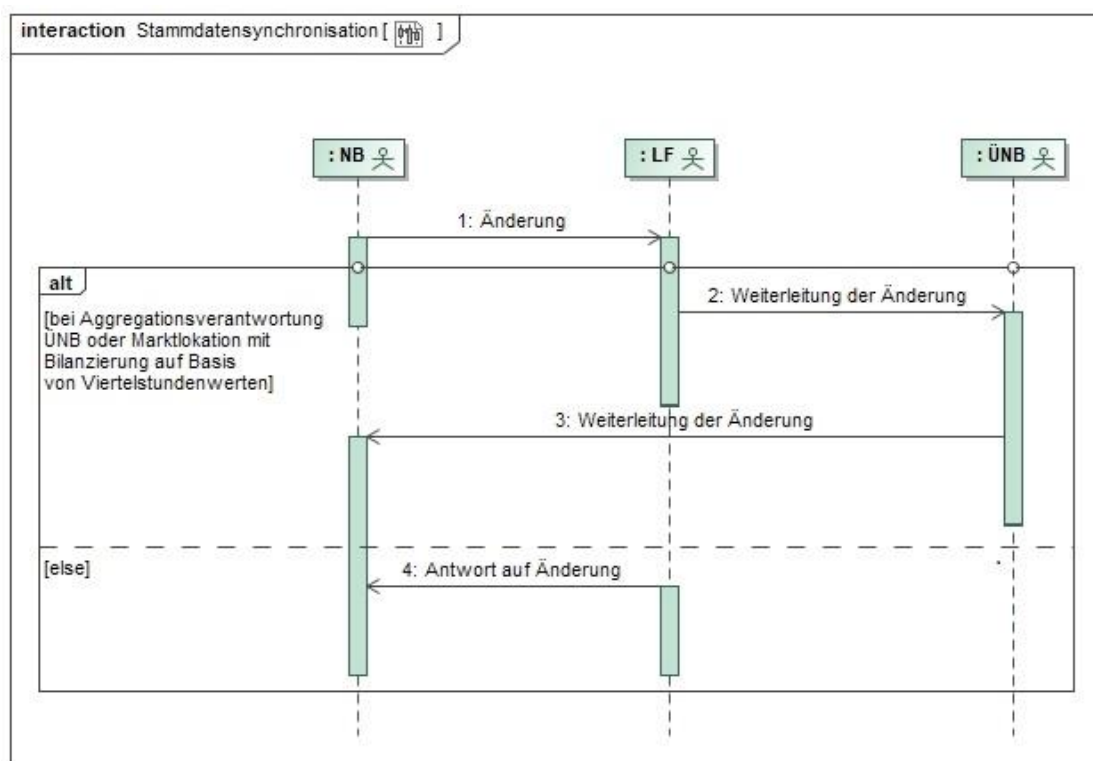 interaction Stammdatensynchronisation [ ]
: NB
: LF
: ÜNB
1: Änderung
alt
2: Weiterleitung der Änderung
[bei Aggregationsverantwortung
ÜNB oder Marktlokation mit
Bilanzierung auf Basis
von Viertelstundenwerten]
3: Weiterleitung der Änderung
[else]
4: Antwort auf Änderung